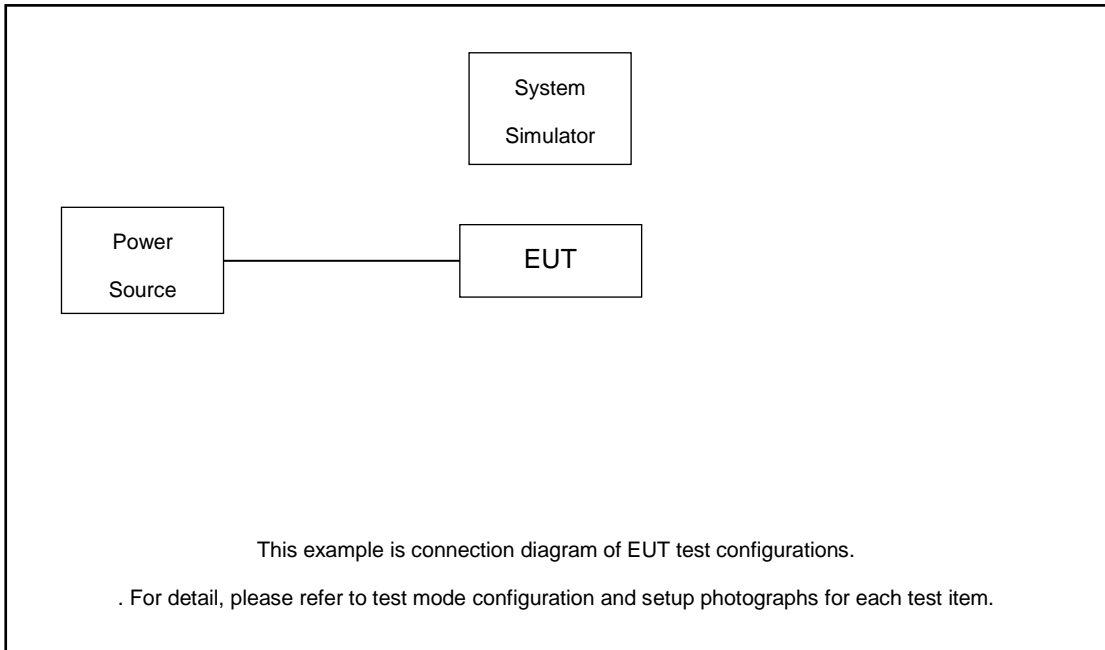 System
Simulator
Power
Source
EUT
This example is connection diagram of EUT test configurations.
. For detail, please refer to test mode configuration and setup photographs for each test item.